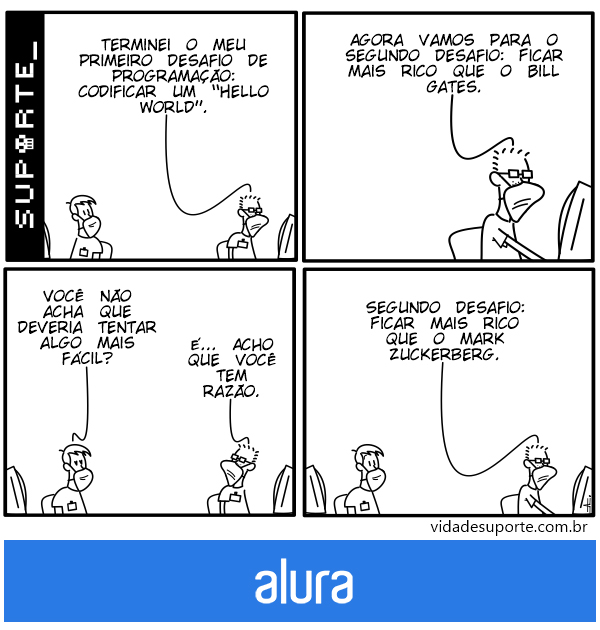 SUPORTE_
TERMINEI O MEU
PRIMEIRO DESAFIO DE
PROGRAMAÇÃO:
CODIFICAR UM "HELLO
WORLD".
AGORA VAMOS PARA O
SEGUNDO DESAFIO: FICAR
MAIS RICO QUE O BILL
GATES.
VOCÊ NÃO
ACHA QUE
DEVERIA TENTAR
ALGO MAIS
FÁCIL?
É... ACHO
QUE VOCÊ
TEM
RAZÃO.
SEGUNDO DESAFIO:
FICAR MAIS RICO
QUE O MARK
ZUCKERBERG.
vidadesuporte.com.br
alura